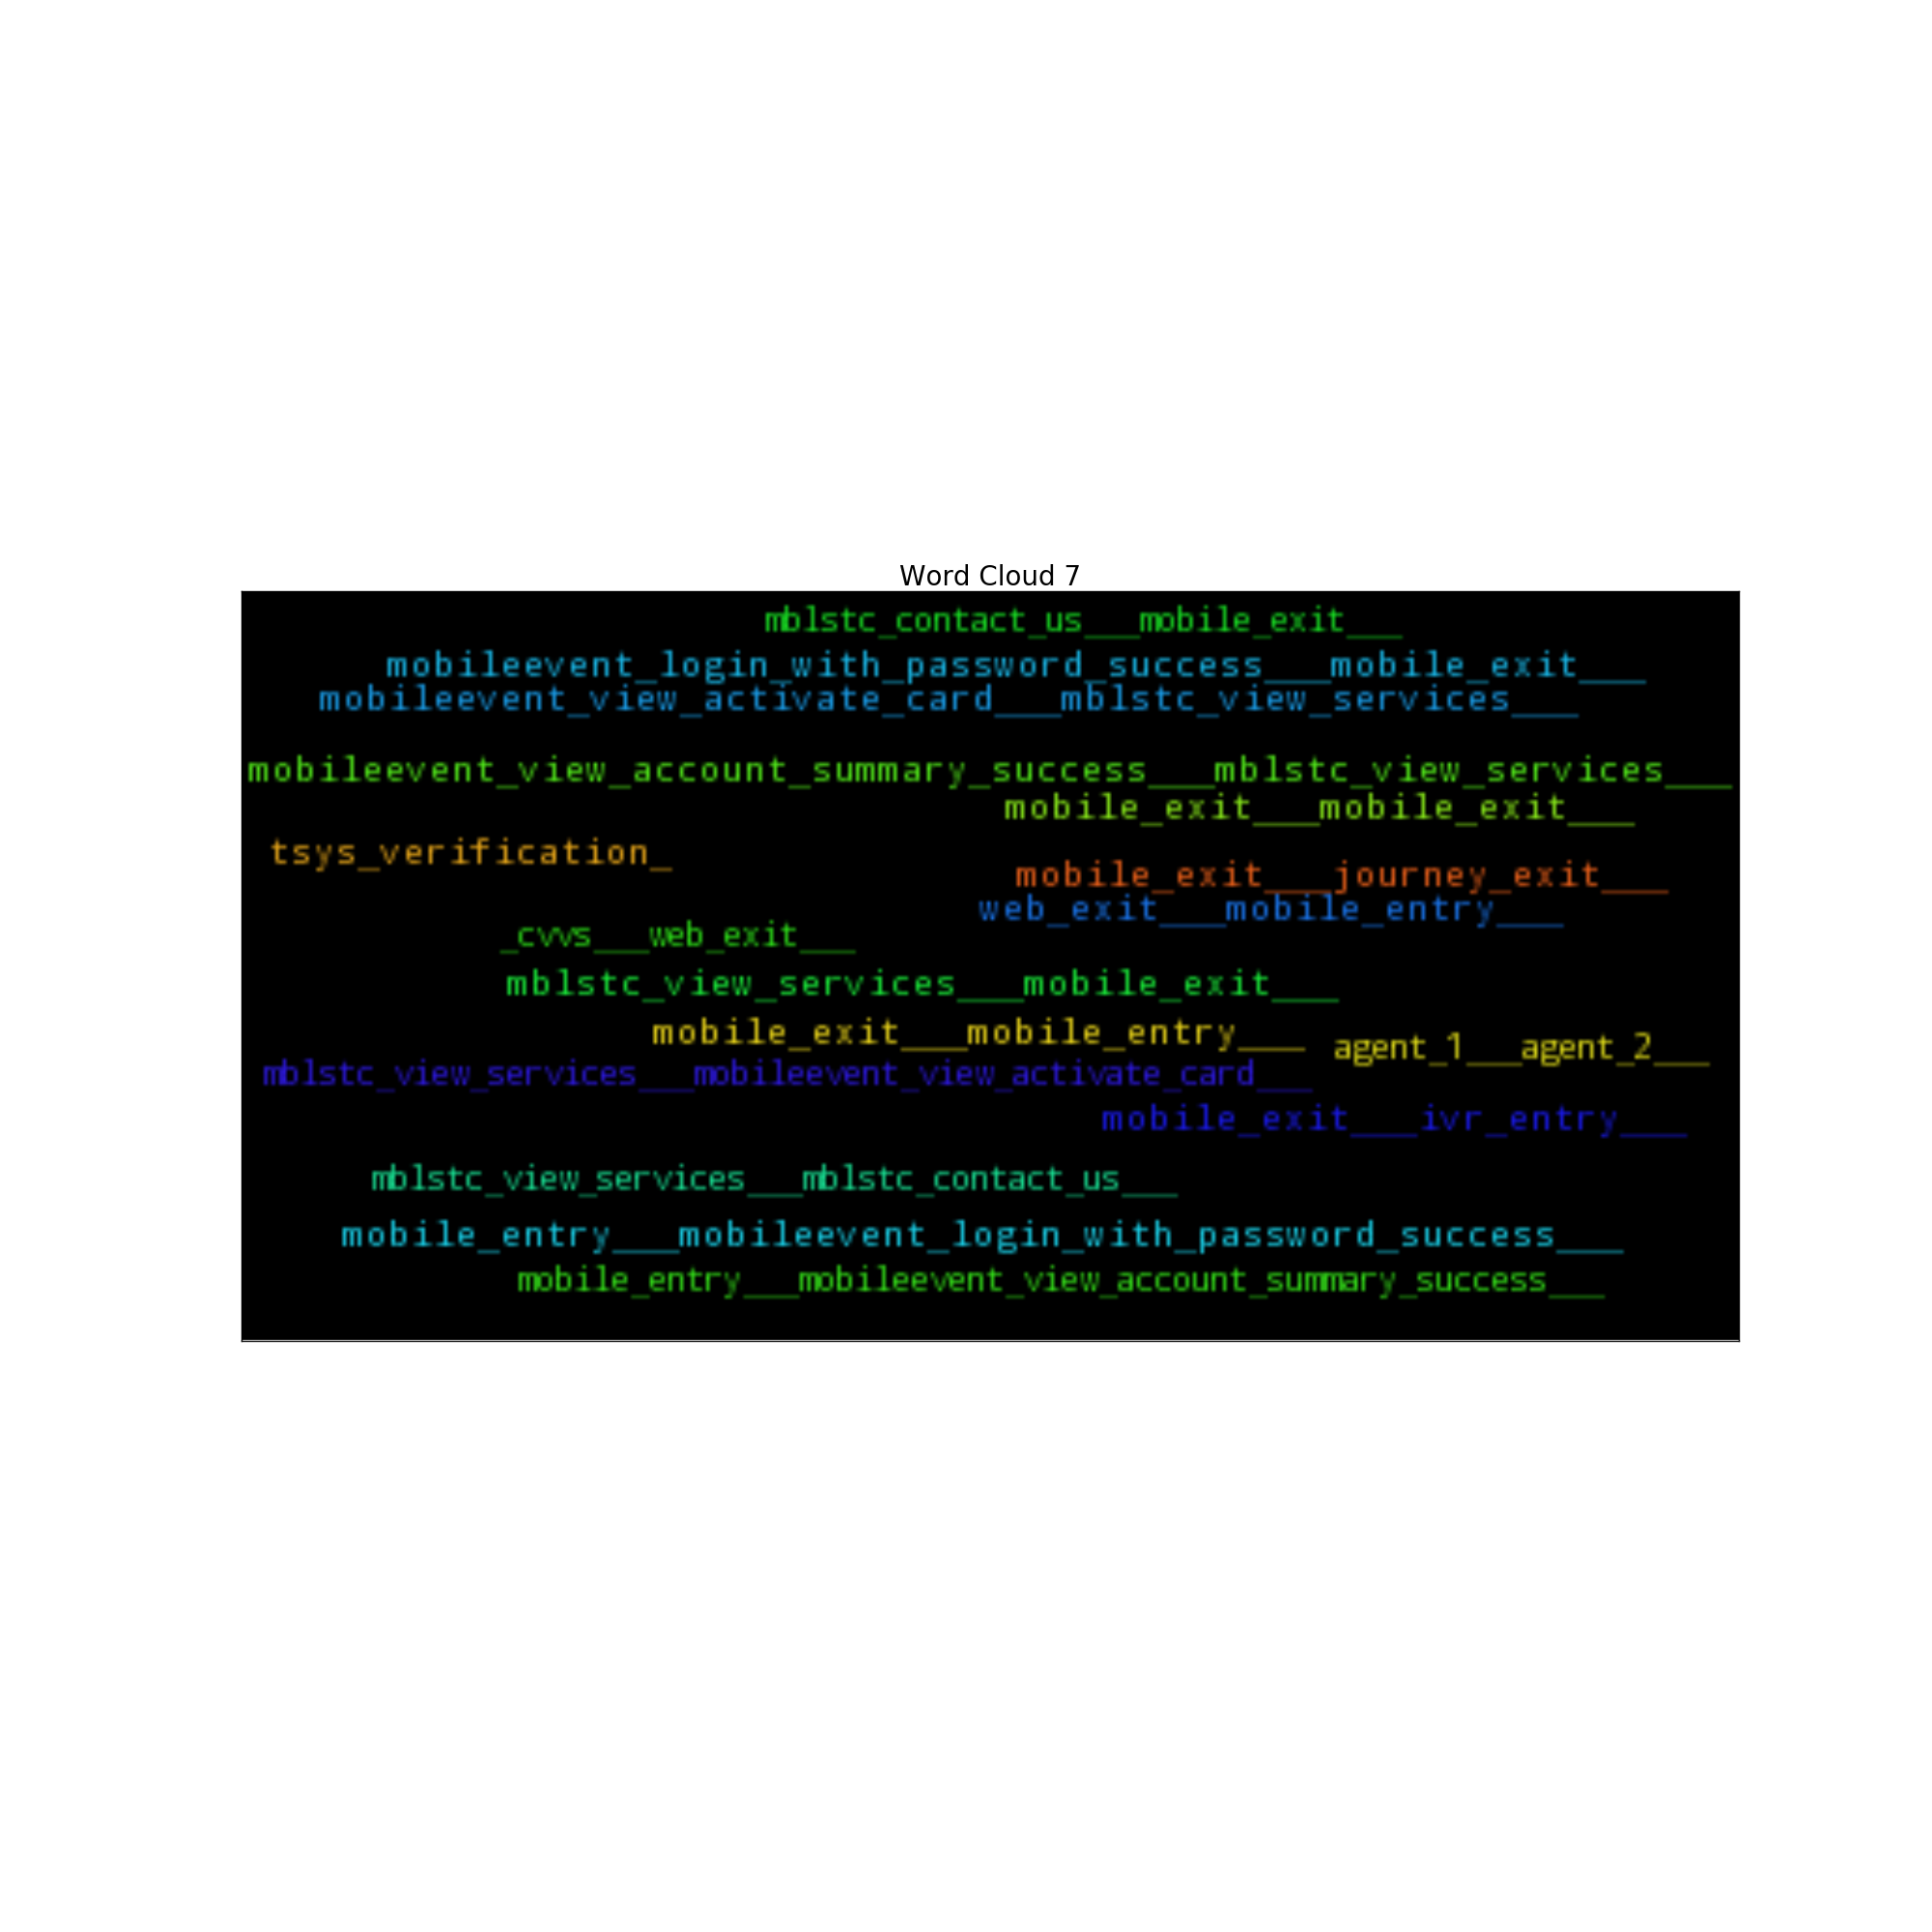 Word Cloud 7
mblstc_contact_us___mobile_exit___
mobileevent_login_with_password_success___mobile_exit___
mobileevent_view_activate_card___mblstc_view_services___
mobileevent_view_account_summary_success___mblstc_view_services___
mobile_exit___mobile_exit___
tsys_verification_
mobile_exit___journey_exit___
web_exit___mobile_entry___
_cvvs___web_exit___
mblstc_view_services___mobile_exit___
mobile_exit___mobile_entry___
agent_1___agent_2___
mblstc_view_services___mobileevent_view_activate_card___
mobile_exit___ivr_entry___
mblstc_view_services___mblstc_contact_us___
mobile_entry___mobileevent_login_with_password_success___
mobile_entry___mobileevent_view_account_summary_success___